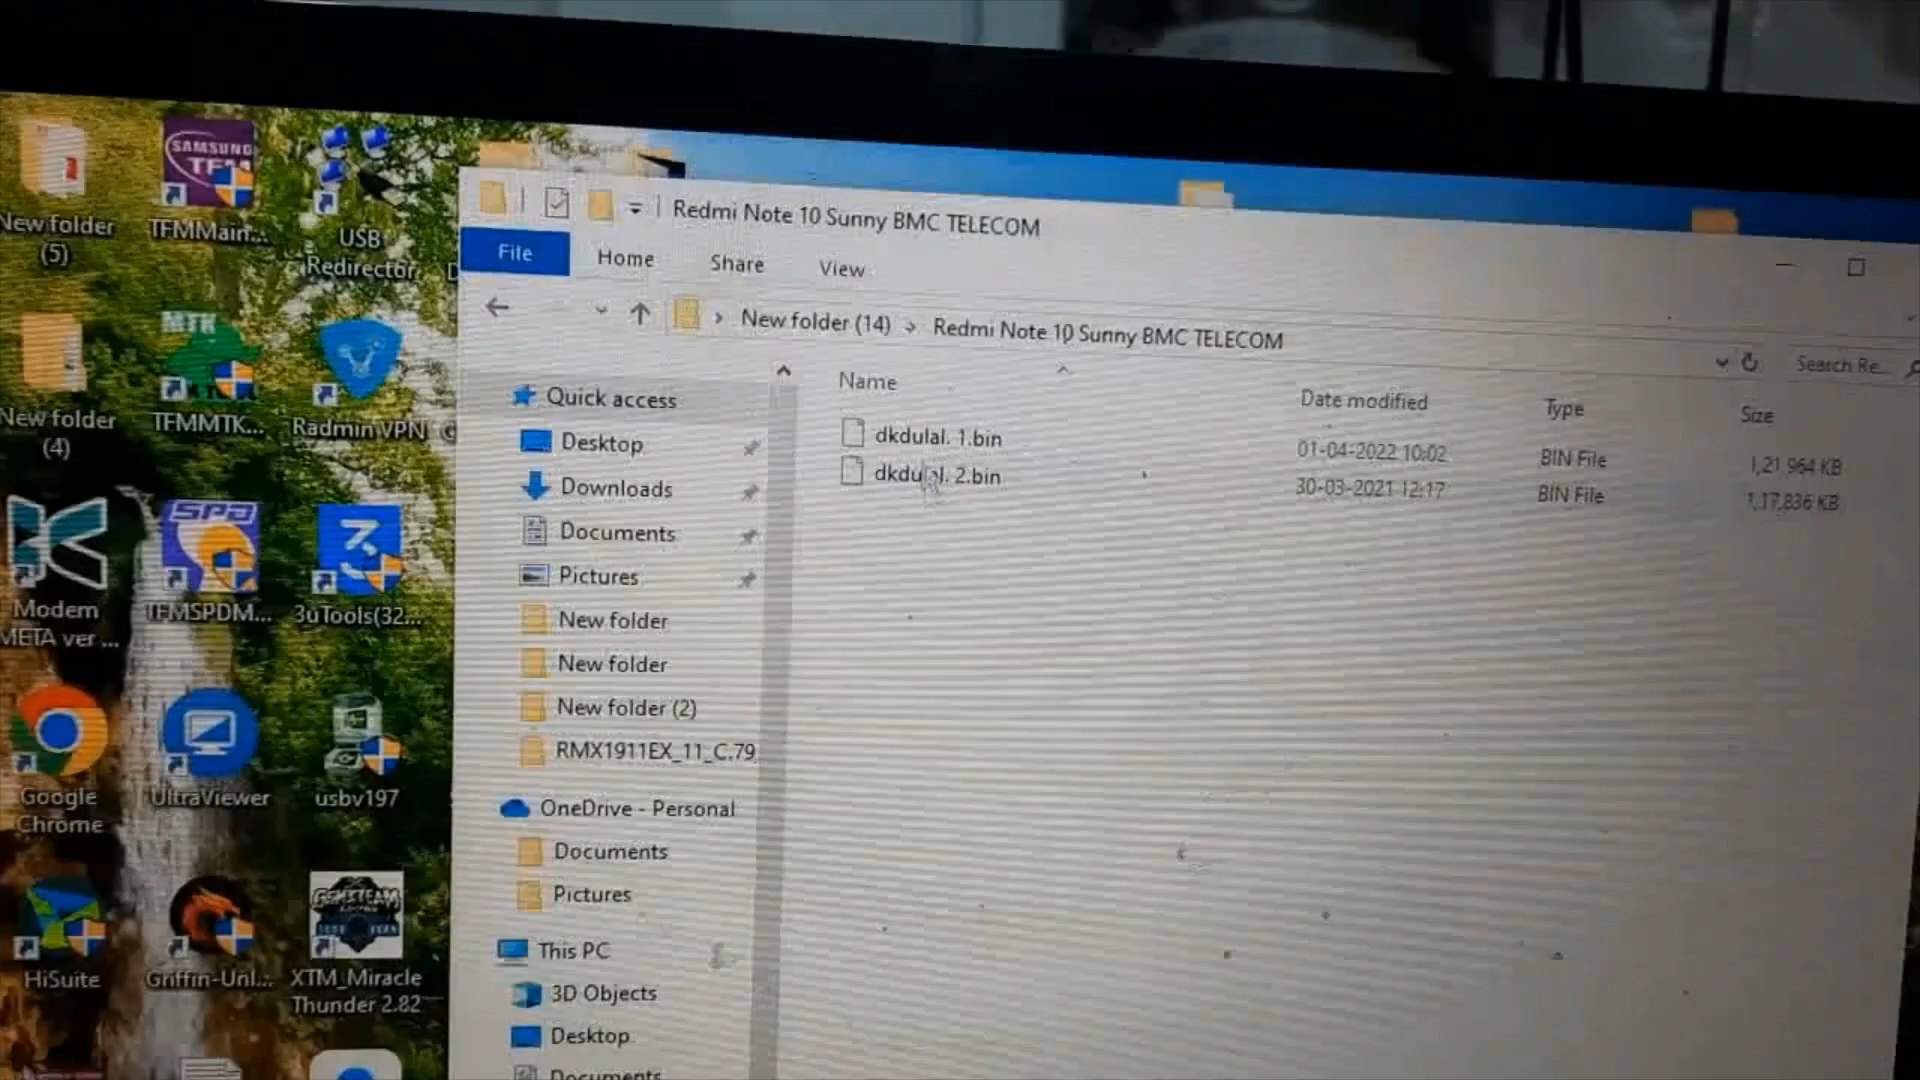 New folder
(5)
SAMSUNG
TFM
TFMMain...
USB
Redirector
New folder
(4)
MTK
TFMMTK...
Radmin VPN
Modem
META ver ...
SPD
TFMSPDM...
3uTools(32...
Google
Chrome
UltraViewer
usbv197
HiSuite
Griffin-Unl...
XTM_Miracle
Thunder 2.82
Redmi Note 10 Sunny BMC TELECOM
File
Home
Share
View
New folder (14) > Redmi Note 10 Sunny BMC TELECOM
Search Re...
Name
Date modified
Type
Size
dkdulal. 1.bin
01-04-2022 10:02
BIN File
1,21,964 KB
dkdulal. 2.bin
30-03-2021 12:17
BIN File
1,17,836 KB
Quick access
Desktop
Downloads
Documents
Pictures
New folder
New folder
New folder (2)
RMX1911EX_11_C.79
OneDrive - Personal
Documents
Pictures
This PC
3D Objects
Desktop
Documents